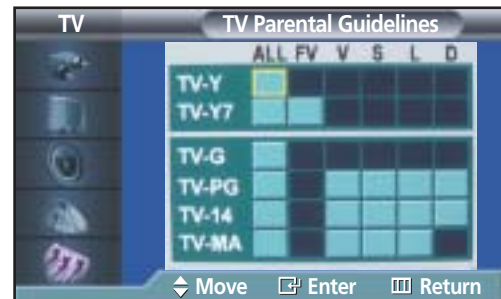 TV TV Parental Guidelines
ALL FV V S L D
TV-Y
TV-Y7
TV-G
TV-PG
TV-14
TV-MA
Move Enter Return